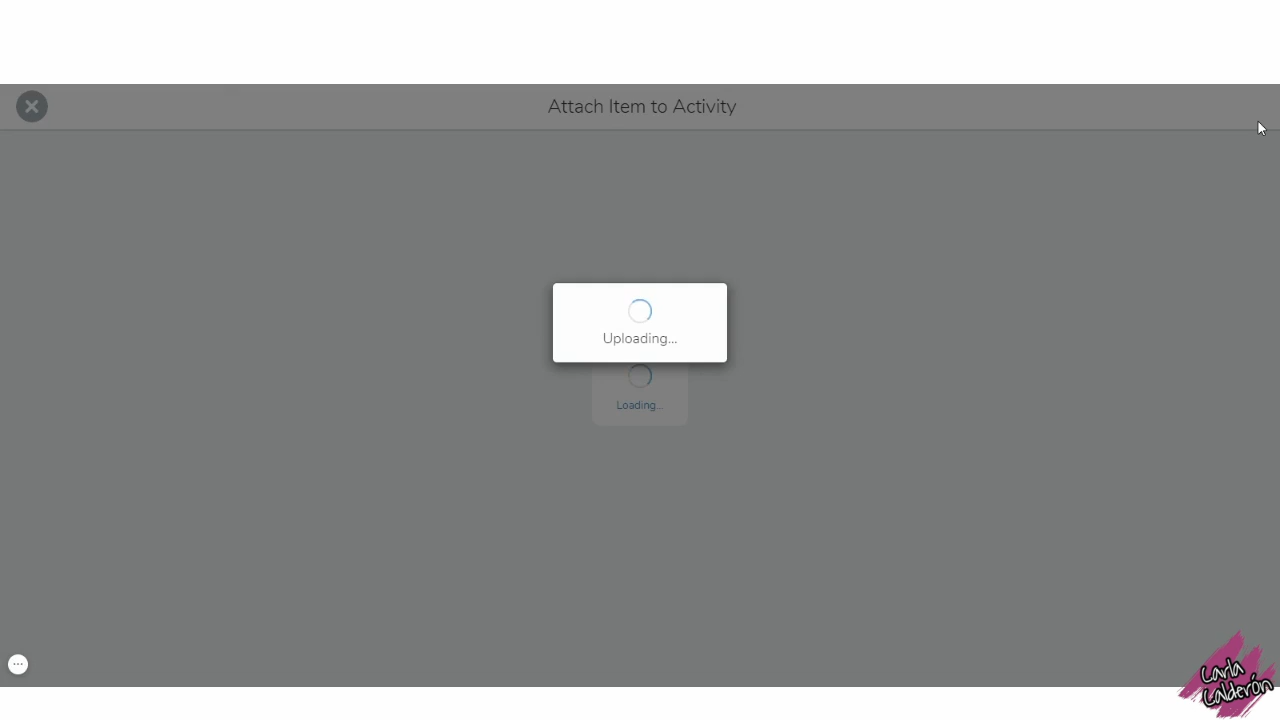 Attach Item to Activity
Uploading...
Loading...
Carla
Calderón